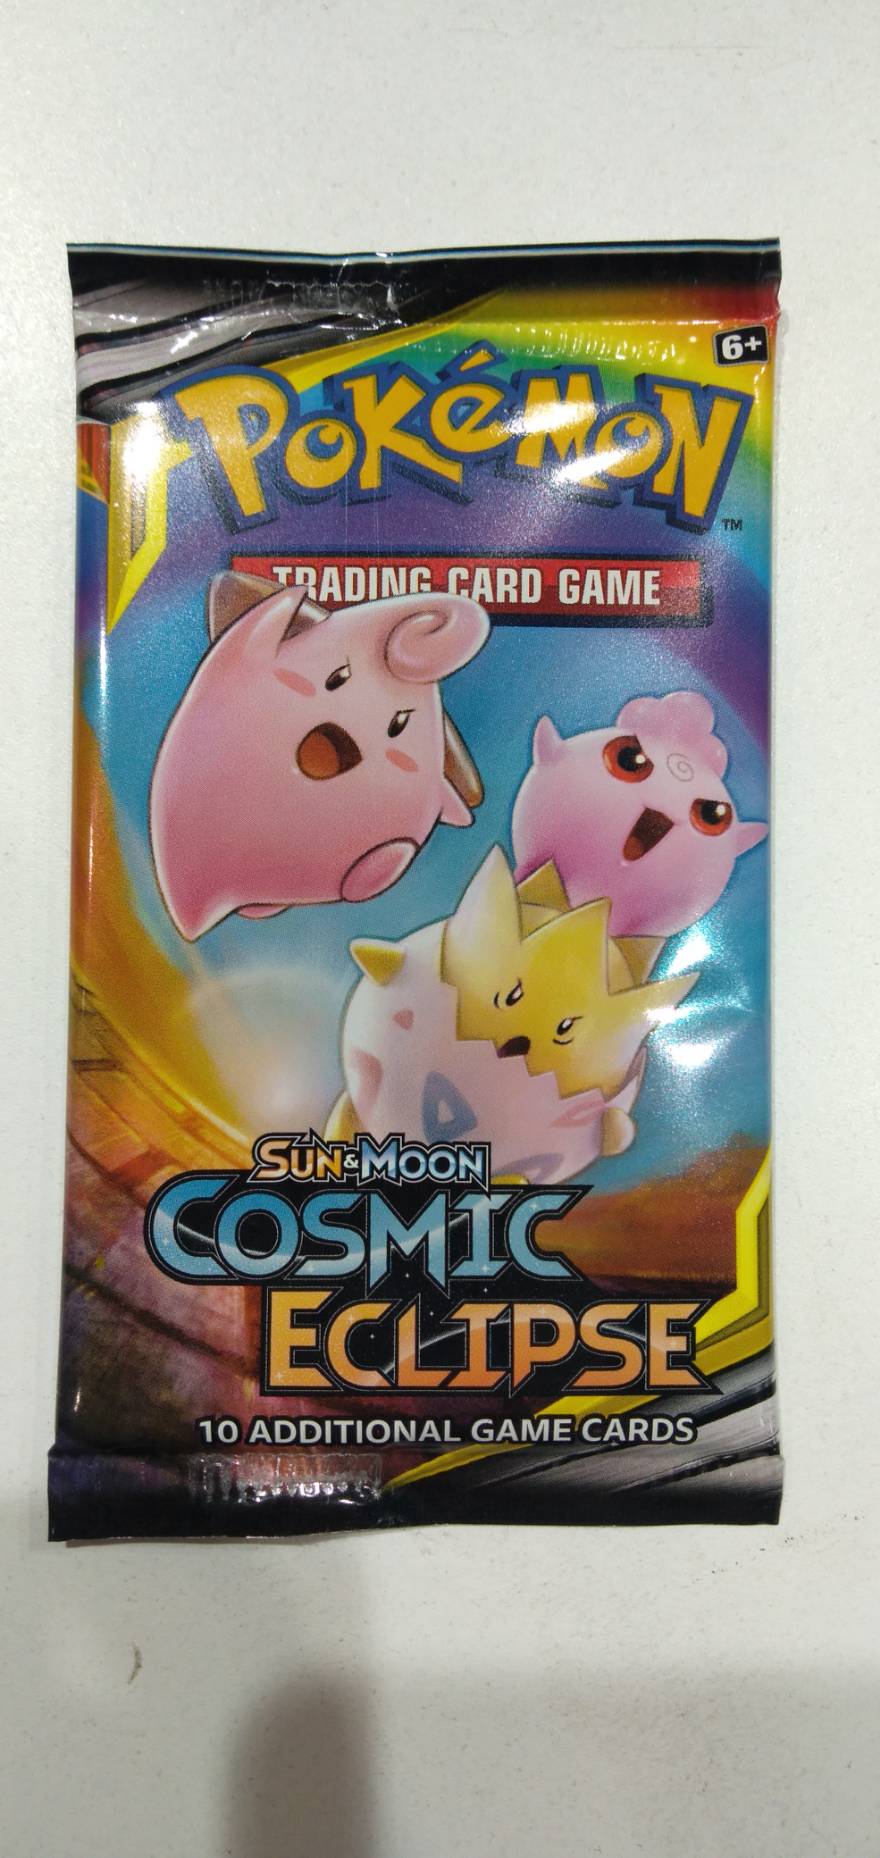 6+
POKéMON
TM
TRADING CARD GAME
SUN & MOON
COSMIC
ECLIPSE
10 ADDITIONAL GAME CARDS